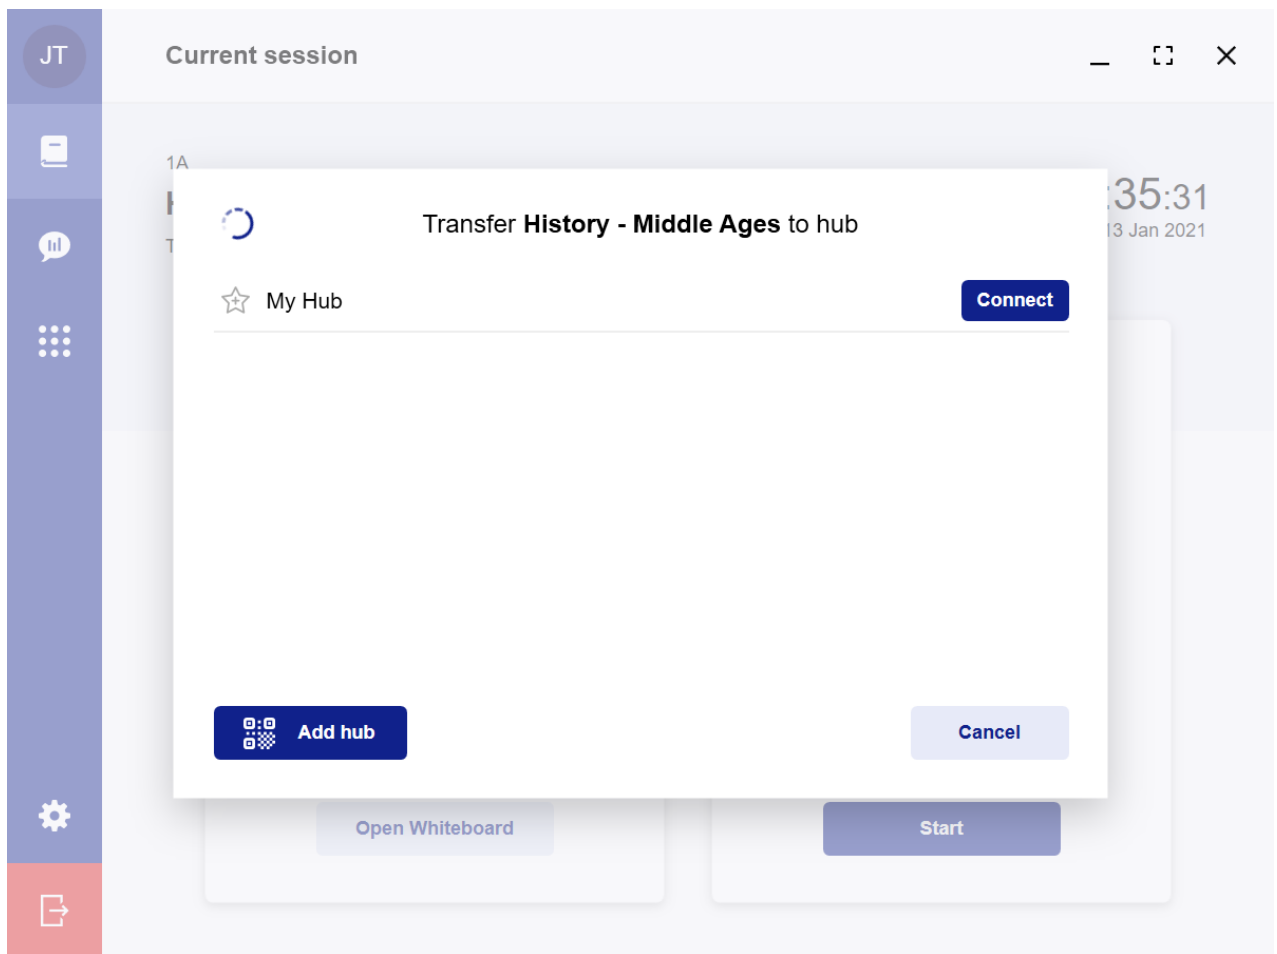 JT
Current session
1A
:35:31
13 Jan 2021
Transfer History - Middle Ages to hub
My Hub
Connect
Add hub
Cancel
Open Whiteboard
Start